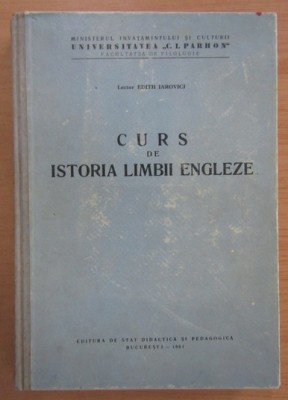 MINISTERUL ÎNVĂȚĂMÎNTULUI ȘI CULTURII
UNIVERSITATEA „C. I. PARHON”
FACULTATEA DE FILOLOGIE
Lector EDITH IAROVICI
CURS
DE
ISTORIA LIMBII ENGLEZE
EDITURA DE STAT DIDACTICĂ ȘI PEDAGOGICĂ
BUCUREȘTI — 1961